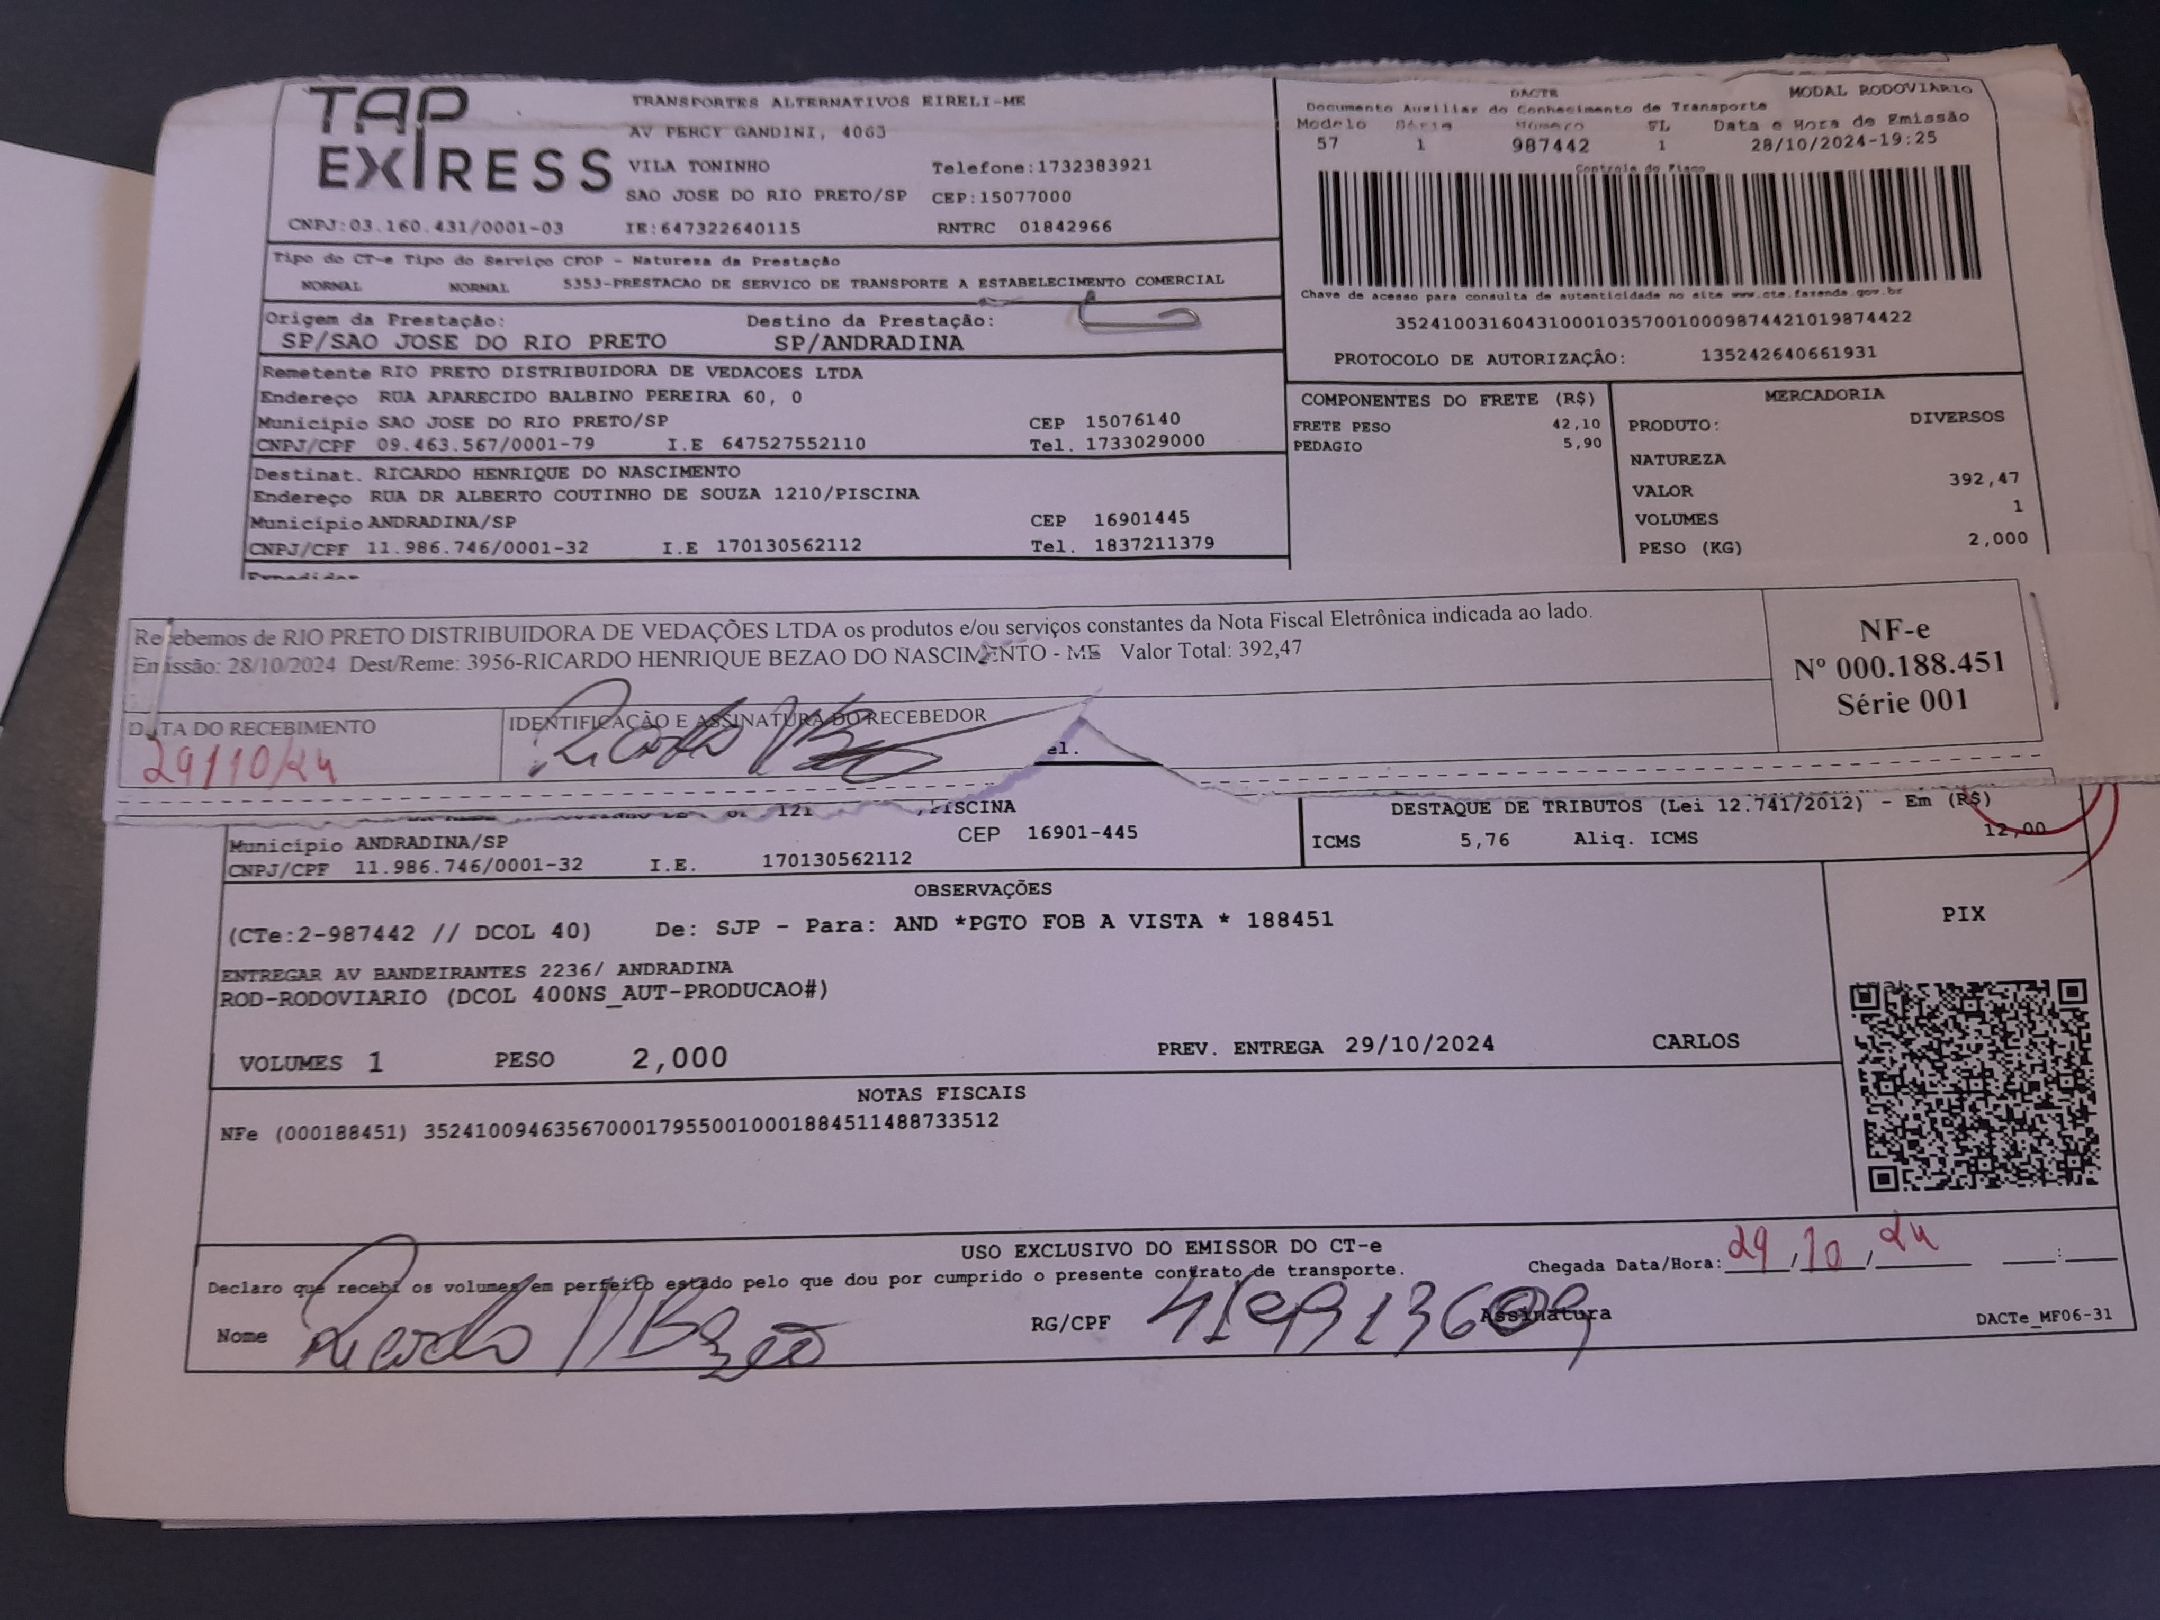 TAP
EXPRESS
TRANSPORTES ALTERNATIVOS EIRELI-ME
AV PERCY GANDINI, 4063
VILA TONINHO Telefone:1732383921
SAO JOSE DO RIO PRETO/SP CEP:15077000
CNPJ:03.160.431/0001-03 IE:647322640115 RNTRC 01842966
Tipo do CT-e Tipo do Serviço CFOP - Natureza da Prestação
NORMAL NORMAL 5353-PRESTACAO DE SERVICO DE TRANSPORTE A ESTABELECIMENTO COMERCIAL
Origem da Prestação: Destino da Prestação:
SP/SAO JOSE DO RIO PRETO SP/ANDRADINA
Remetente RIO PRETO DISTRIBUIDORA DE VEDACOES LTDA
Endereço RUA APARECIDO BALBINO PEREIRA 60, 0
Município SAO JOSE DO RIO PRETO/SP CEP 15076140
CNPJ/CPF 09.463.567/0001-79 I.E 647527552110 Tel. 1733029000
Destinat. RICARDO HENRIQUE DO NASCIMENTO
Endereço RUA DR ALBERTO COUTINHO DE SOUZA 1210/PISCINA
Município ANDRADINA/SP CEP 16901445
CNPJ/CPF 11.986.746/0001-32 I.E 170130562112 Tel. 1837211379
DACTE MODAL RODOVIARIO
Documento Auxiliar do Conhecimento de Transporte
Modelo Série Número FL Data e Hora de Emissão
57 1 987442 1 28/10/2024-19:25
Controle do Fisco
Chave de acesso para consulta de autenticidade no site www.cte.fazenda.gov.br
35241003160431000103570010009874421019874422
PROTOCOLO DE AUTORIZAÇÃO: 135242640661931
COMPONENTES DO FRETE (R$)
FRETE PESO 42,10
PEDAGIO 5,90
MERCADORIA
PRODUTO: DIVERSOS
NATUREZA
VALOR 392,47
VOLUMES 1
PESO (KG) 2,000
Recebemos de RIO PRETO DISTRIBUIDORA DE VEDAÇÕES LTDA os produtos e/ou serviços constantes da Nota Fiscal Eletrônica indicada ao lado.
Emissão: 28/10/2024 Dest/Reme: 3956-RICARDO HENRIQUE BEZAO DO NASCIMENTO - ME Valor Total: 392,47
NF-e
Nº 000.188.451
Série 001
DATA DO RECEBIMENTO IDENTIFICAÇÃO E ASSINATURA DO RECEBEDOR
29/10/24 Ricardo
el.
PISCINA
Município ANDRADINA/SP CEP 16901-445
CNPJ/CPF 11.986.746/0001-32 I.E. 170130562112
DESTAQUE DE TRIBUTOS (Lei 12.741/2012) - Em (R$)
ICMS 5,76 Aliq. ICMS 12,00
OBSERVAÇÕES
(CTe:2-987442 // DCOL 40) De: SJP - Para: AND *PGTO FOB A VISTA * 188451
ENTREGAR AV BANDEIRANTES 2236/ ANDRADINA
ROD-RODOVIARIO (DCOL 400NS_AUT-PRODUCAO#)
VOLUMES 1 PESO 2,000 PREV. ENTREGA 29/10/2024 CARLOS
PIX
NOTAS FISCAIS
NFe (000188451) 35241009463567000179550010001884511488733512
USO EXCLUSIVO DO EMISSOR DO CT-e
Declaro que recebi os volumes em perfeito estado pelo que dou por cumprido o presente contrato de transporte.
Chegada Data/Hora: 29/10/24 :
Nome Ricardo H Bezão RG/CPF Assinatura
DACTe_MF06-31